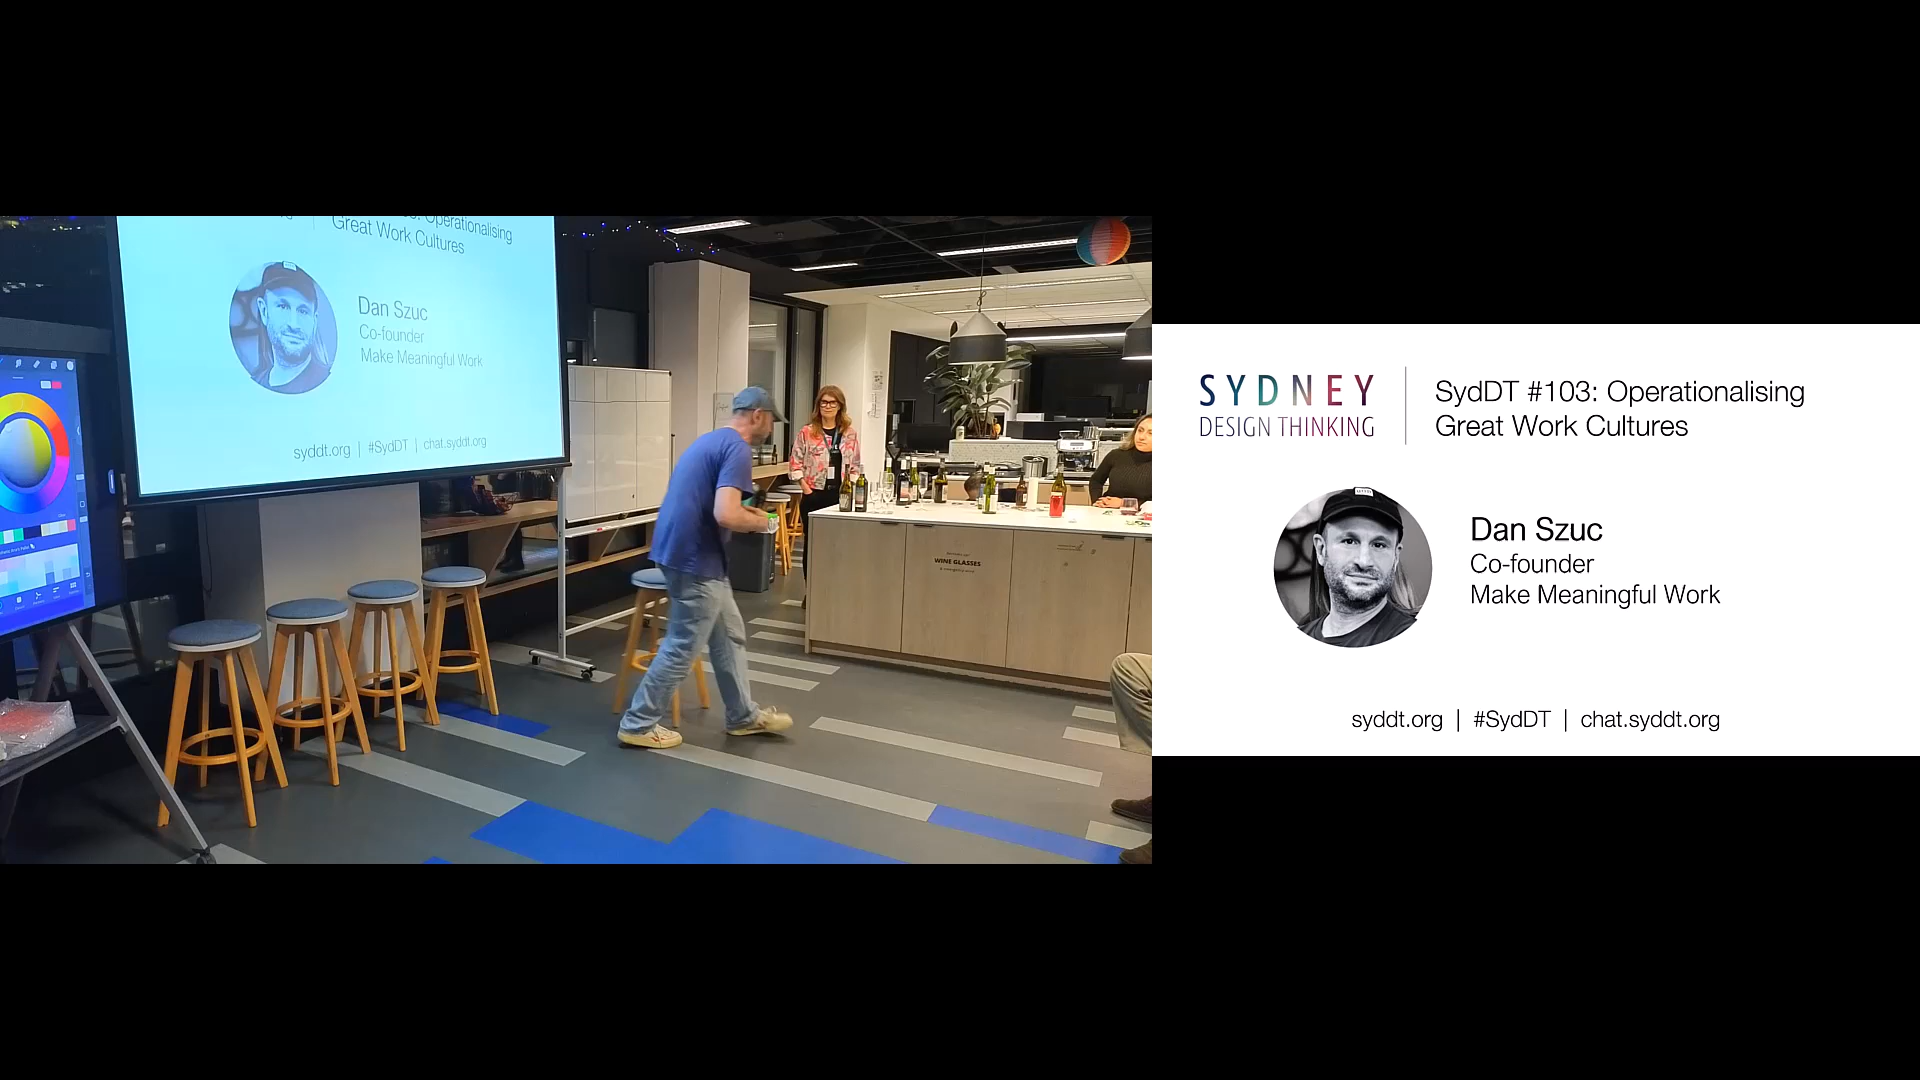 Operationalising
Great Work Cultures
Dan Szuc
Co-founder
Make Meaningful Work
syddt.org | #SydDT | chat.syddt.org
WINE GLASSES
SYDNEY
DESIGN THINKING
SydDT #103: Operationalising
Great Work Cultures
Dan Szuc
Co-founder
Make Meaningful Work
syddt.org | #SydDT | chat.syddt.org